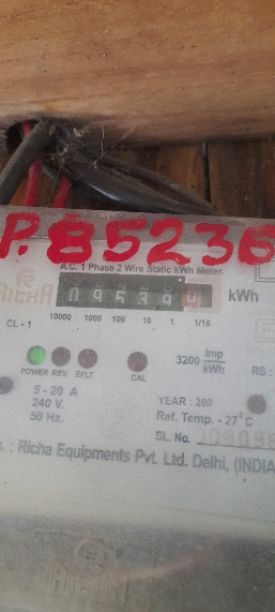 P.85236
A.C. 1 Phase 2 Wire Static kWh Meter.
RICHA
09539
kWh
CL-1
10000 1000 100 10 1 1/10
3200 Imp/kWh
POWER REV. EFLT CAL
RS:
5-20 A
240 V.
50 Hz.
YEAR: 200
Ref. Temp. - 27°C
SL. No.
s. : Richa Equipments Pvt. Ltd. Delhi, (INDIA